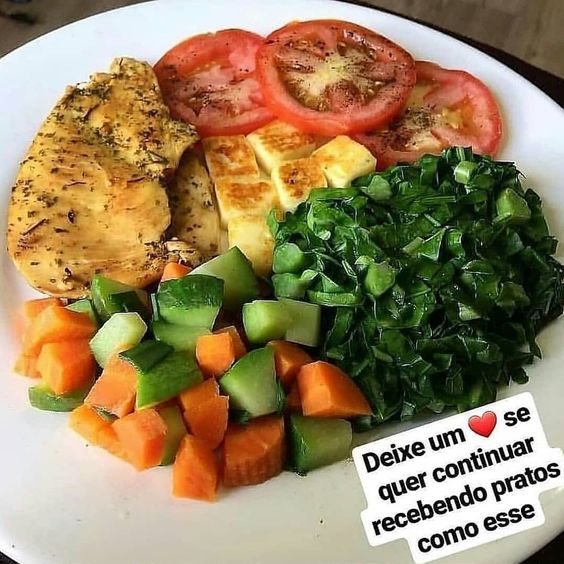 Deixe um ❤️ se
quer continuar
recebendo pratos
como esse